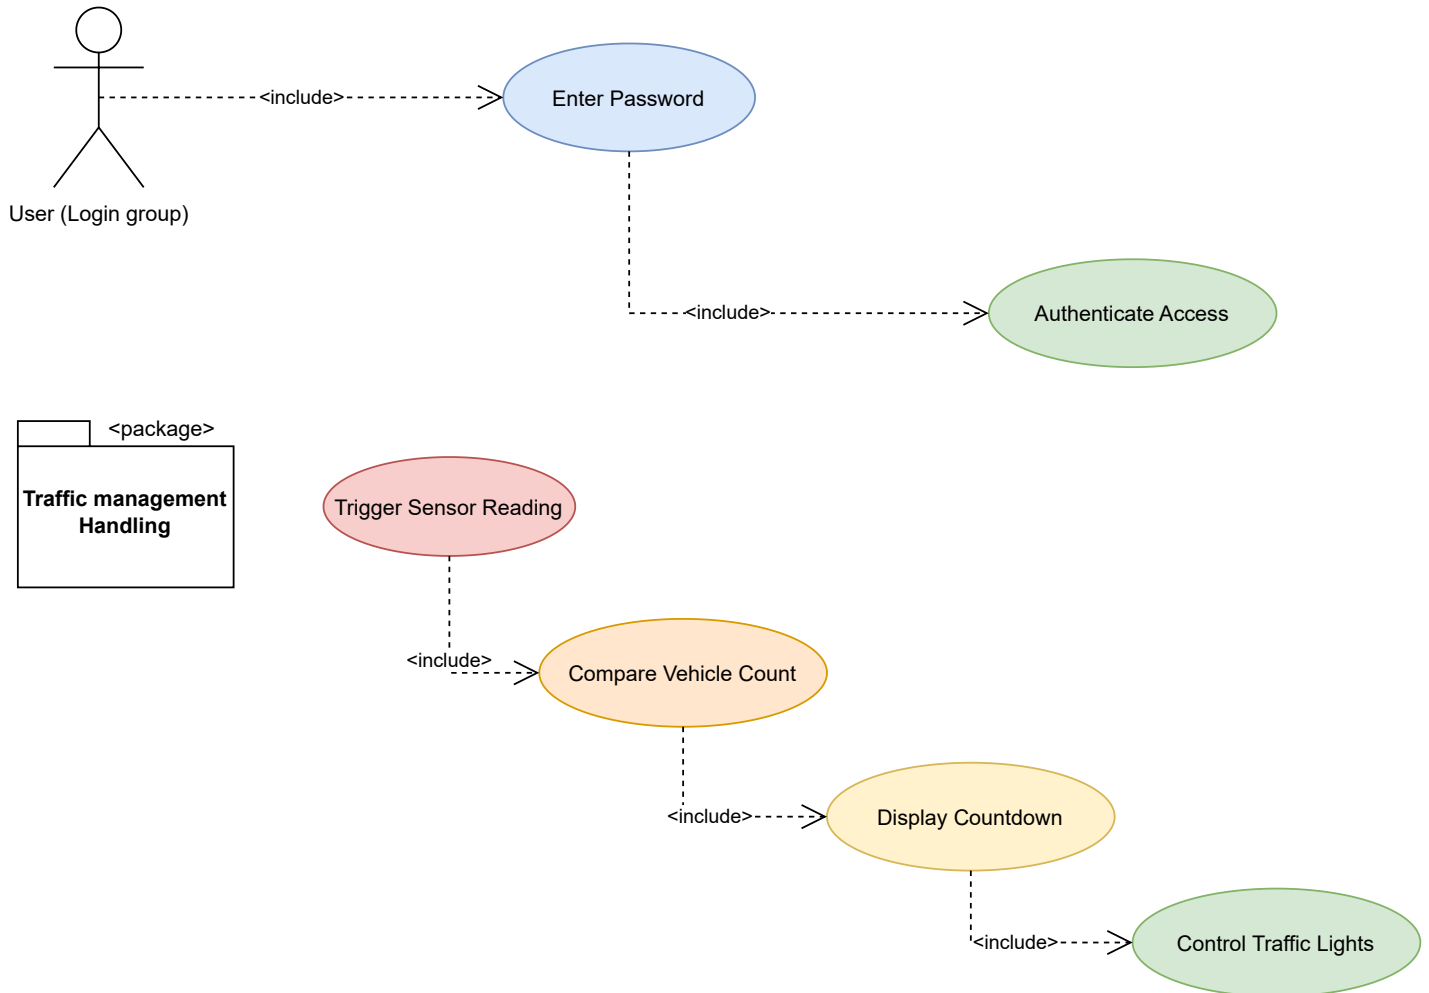 <include>
Enter Password
User (Login group)
<include>
Authenticate Access
<package>
Traffic management
Handling
Trigger Sensor Reading
<include>
Compare Vehicle Count
<include>
Display Countdown
<include>
Control Traffic Lights